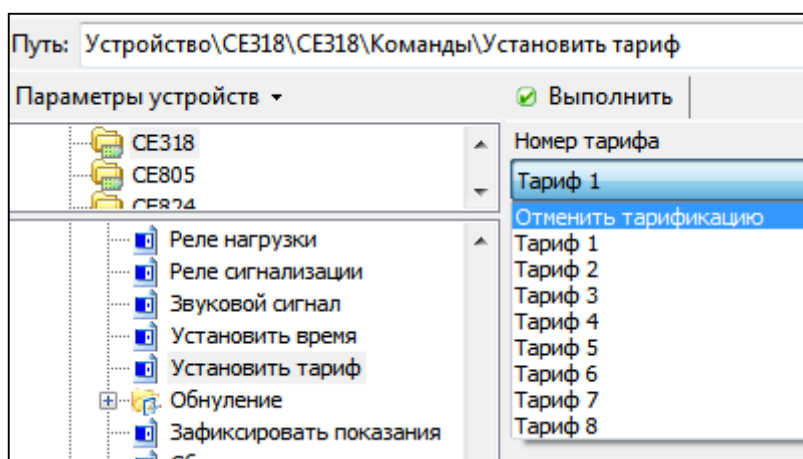 Путь: Устройство\CE318\CE318\Команды\Установить тариф
Параметры устройств
Выполнить
CE318
CE805
CE824
Номер тарифа
Тариф 1
Отменить тарификацию
Тариф 1
Тариф 2
Тариф 3
Тариф 4
Тариф 5
Тариф 6
Тариф 7
Тариф 8
Реле нагрузки
Реле сигнализации
Звуковой сигнал
Установить время
Установить тариф
Обнуление
Зафиксировать показания